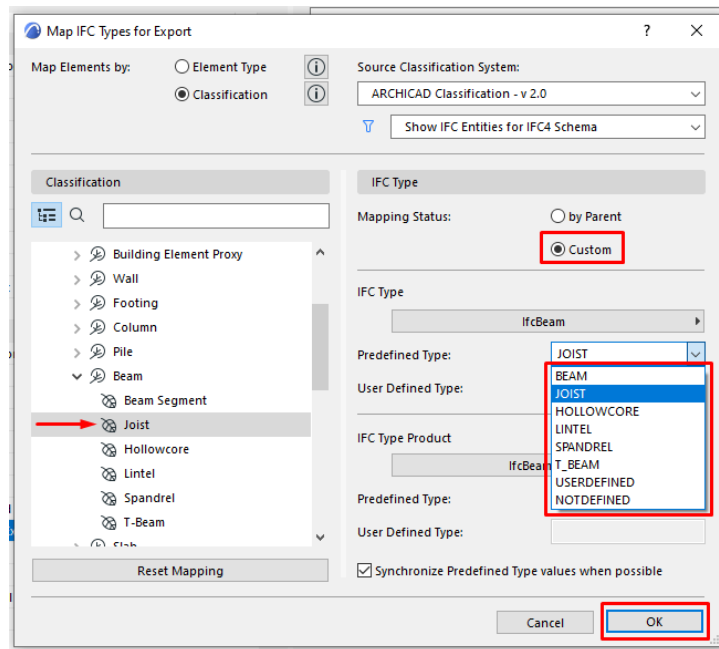 Map IFC Types for Export
?
Map Elements by:
Element Type
Classification
Source Classification System:
ARCHICAD Classification - v 2.0
Show IFC Entities for IFC4 Schema
Classification
Building Element Proxy
Wall
Footing
Column
Pile
Beam
Beam Segment
Joist
Hollowcore
Lintel
Spandrel
T-Beam
Reset Mapping
IFC Type
Mapping Status:
by Parent
Custom
IFC Type
IfcBeam
Predefined Type:
JOIST
BEAM
JOIST
HOLLOWCORE
LINTEL
SPANDREL
T_BEAM
USERDEFINED
NOTDEFINED
User Defined Type:
IFC Type Product
IfcBeam
Predefined Type:
User Defined Type:
Synchronize Predefined Type values when possible
Cancel
OK